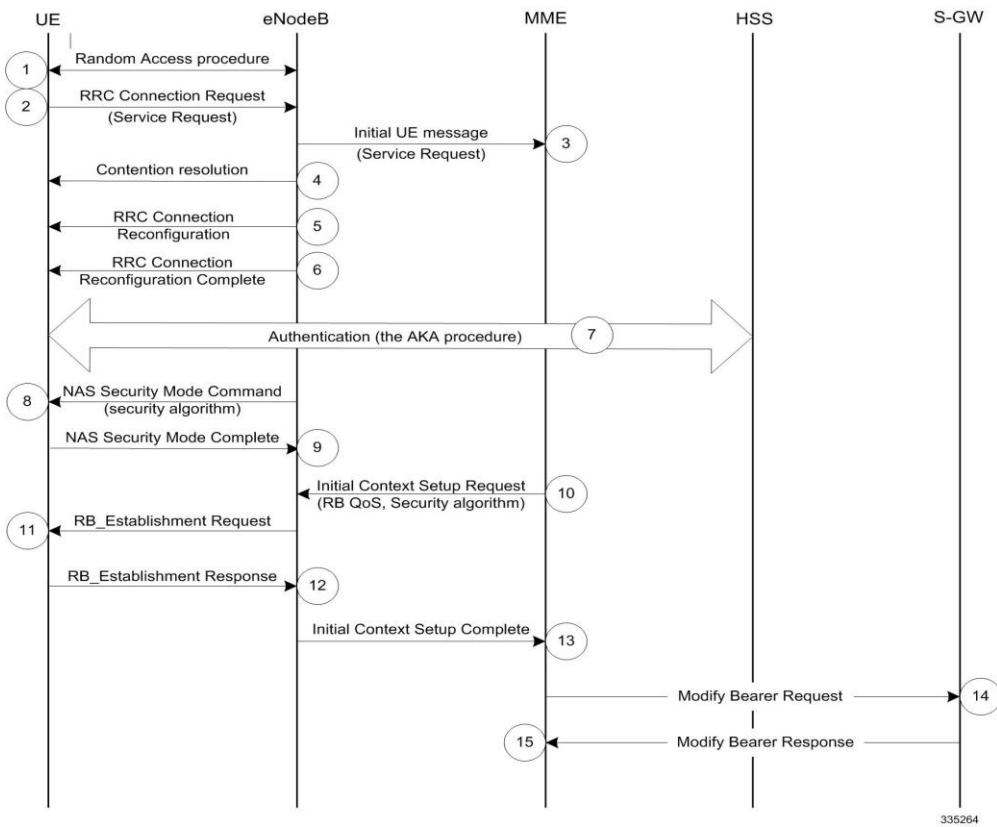 UE eNodeB MME HSS S-GW
1 Random Access procedure
2 RRC Connection Request
(Service Request)
Initial UE message 3
(Service Request)
Contention resolution 4
RRC Connection 5
Reconfiguration
RRC Connection 6
Reconfiguration Complete
Authentication (the AKA procedure) 7
8 NAS Security Mode Command
(security algorithm)
NAS Security Mode Complete 9
Initial Context Setup Request 10
(RB QoS, Security algorithm)
11 RB_Establishment Request
RB_Establishment Response 12
Initial Context Setup Complete 13
Modify Bearer Request 14
15 Modify Bearer Response
335264